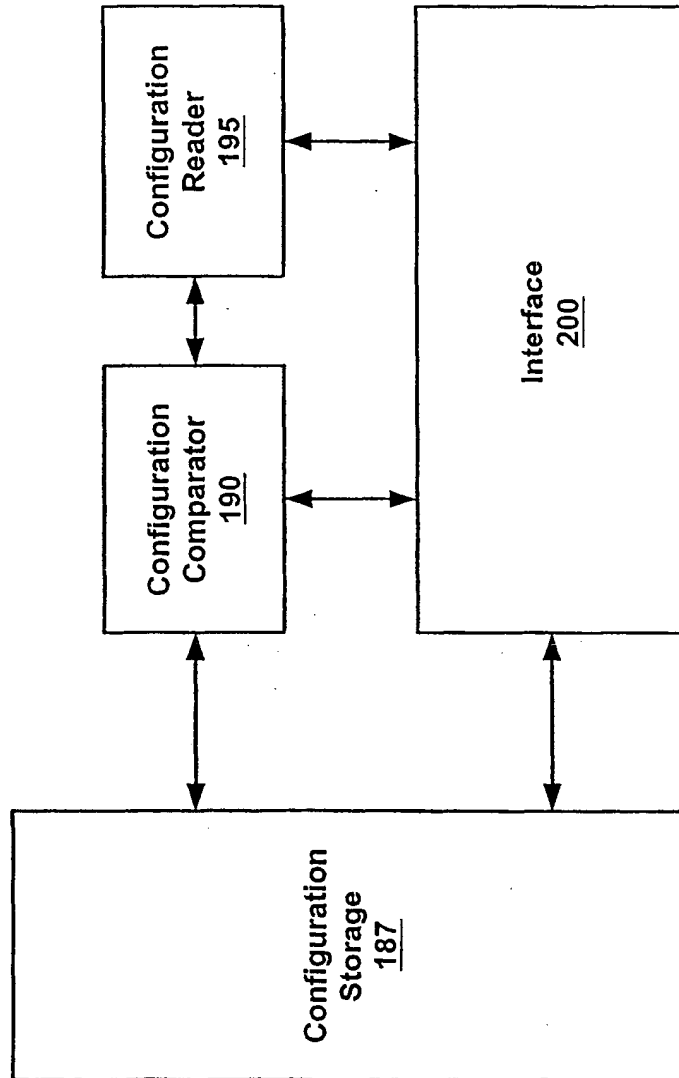 Configuration
Storage
187
Configuration
Comparator
190
Configuration
Reader
195
Interface
200